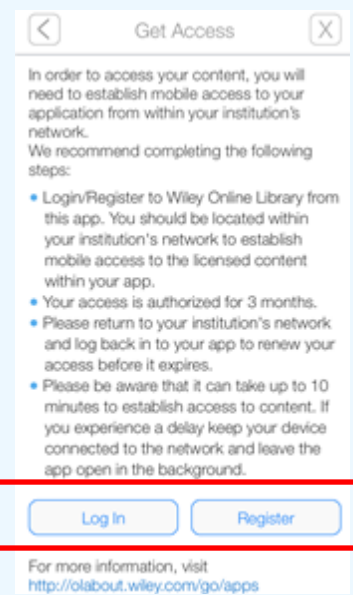 Get Access X
In order to access your content, you will
need to establish mobile access to your
application from within your institution's
network.
We recommend completing the following
steps:
• Login/Register to Wiley Online Library from
this app. You should be located within
your institution's network to establish
mobile access to the licensed content
within your app.
• Your access is authorized for 3 months.
• Please return to your institution's network
and log back in to your app to renew your
access before it expires.
• Please be aware that it can take up to 10
minutes to establish access to content. If
you experience a delay keep your device
connected to the network and leave the
app open in the background.
Log In Register
For more information, visit
http://olabout.wiley.com/go/apps